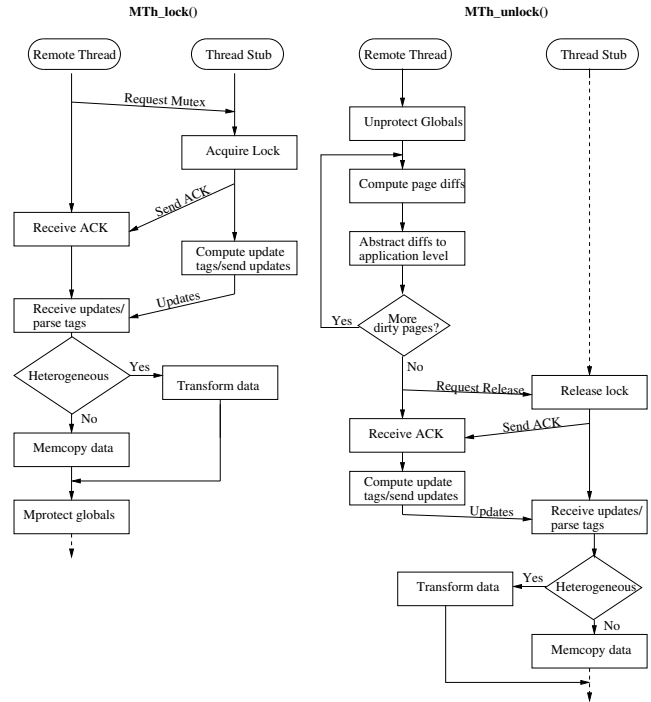 MTh_lock()
Remote Thread
Thread Stub
Request Mutex
Acquire Lock
Send ACK
Receive ACK
Compute update
tags/send updates
Updates
Receive updates/
parse tags
Heterogeneous
Yes
Transform data
No
Memcopy data
Mprotect globals
MTh_unlock()
Remote Thread
Thread Stub
Unprotect Globals
Compute page diffs
Abstract diffs to
application level
More
dirty pages?
Yes
No
Request Release
Release lock
Send ACK
Receive ACK
Compute update
tags/send updates
Updates
Receive updates/
parse tags
Heterogeneous
Yes
Transform data
No
Memcopy data